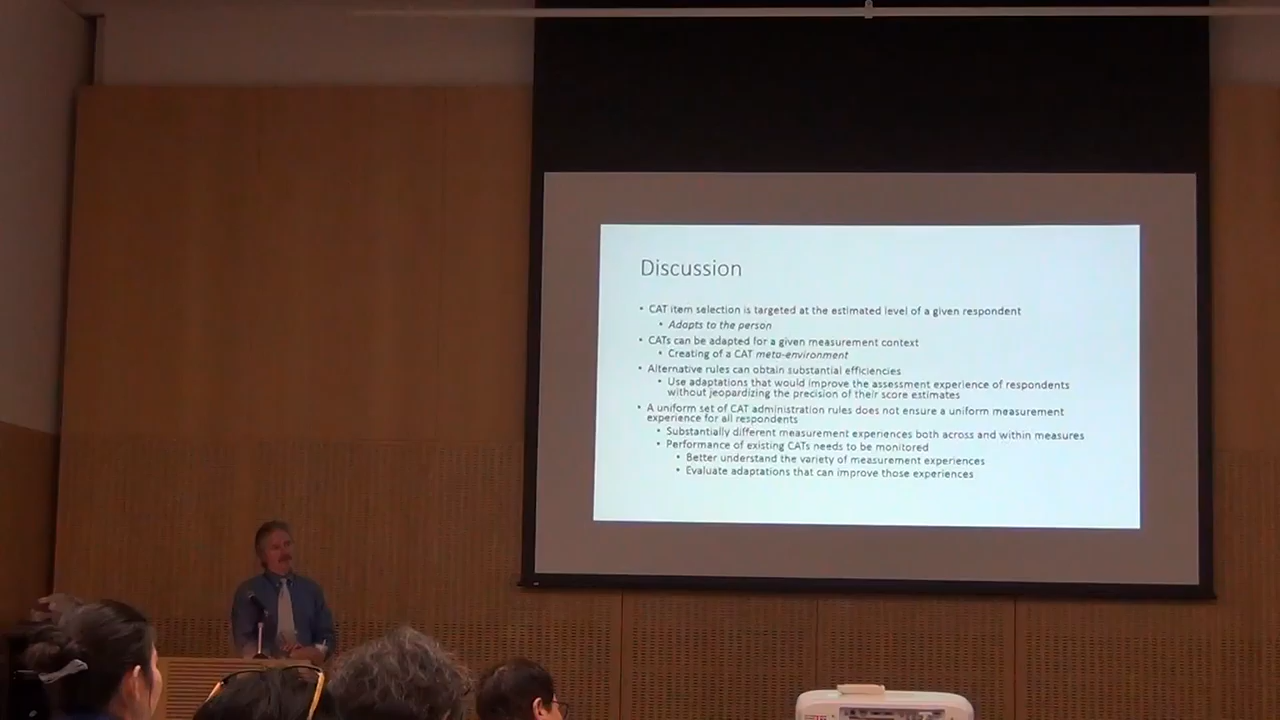 Discussion
• CAT item selection is targeted at the estimated level of a given respondent
• Adapts to the person
• CATs can be adapted for a given measurement context
• Creating of a CAT meta-environment
• Alternative rules can obtain substantial efficiencies
• Use adaptations that would improve the assessment experience of respondents
without jeopardizing the precision of their score estimates
• A uniform set of CAT administration rules does not ensure a uniform measurement
experience for all respondents
• Substantially different measurement experiences both across and within measures
• Performance of existing CATs needs to be monitored
• Better understand the variety of measurement experiences
• Evaluate adaptations that can improve those experiences